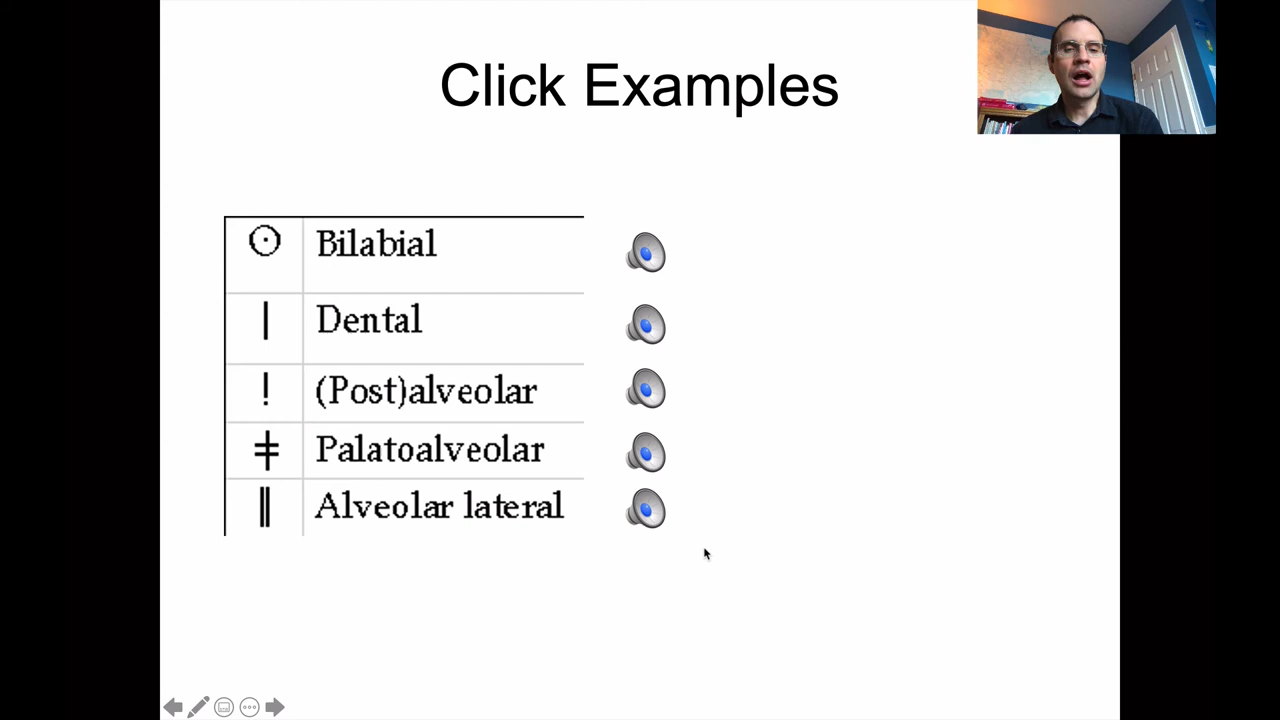 Click Examples
ʘ Bilabial
ǀ Dental
ǃ (Post)alveolar
ǂ Palatoalveolar
ǁ Alveolar lateral